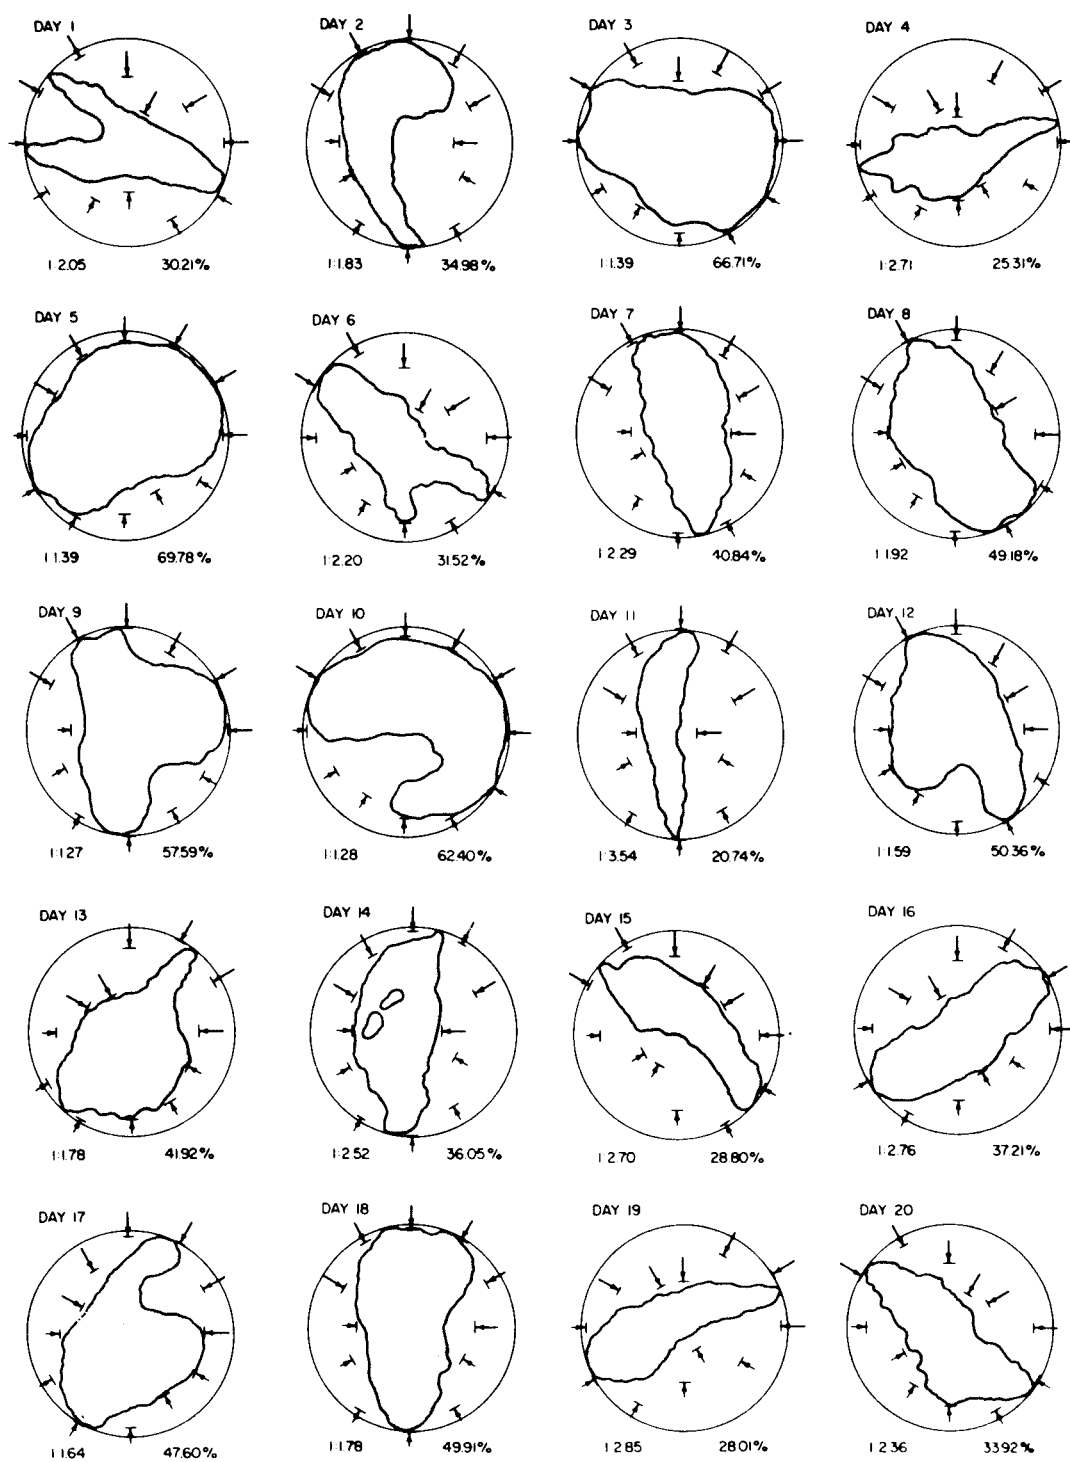 DAY 1
DAY 2
DAY 3
DAY 4
1:2.05 30.21%
1:1.83 34.98%
1:1.39 66.71%
1:2.71 25.31%
DAY 5
DAY 6
DAY 7
DAY 8
1:1.39 69.78%
1:2.20 31.52%
1:2.29 40.84%
1:1.92 49.18%
DAY 9
DAY 10
DAY 11
DAY 12
1:1.27 57.59%
1:1.28 62.40%
1:3.54 20.74%
1:1.59 50.36%
DAY 13
DAY 14
DAY 15
DAY 16
1:1.78 41.92%
1:2.52 36.05%
1:2.70 28.80%
1:2.76 37.21%
DAY 17
DAY 18
DAY 19
DAY 20
1:1.64 47.60%
1:1.78 49.91%
1:2.85 28.01%
1:2.36 33.92%